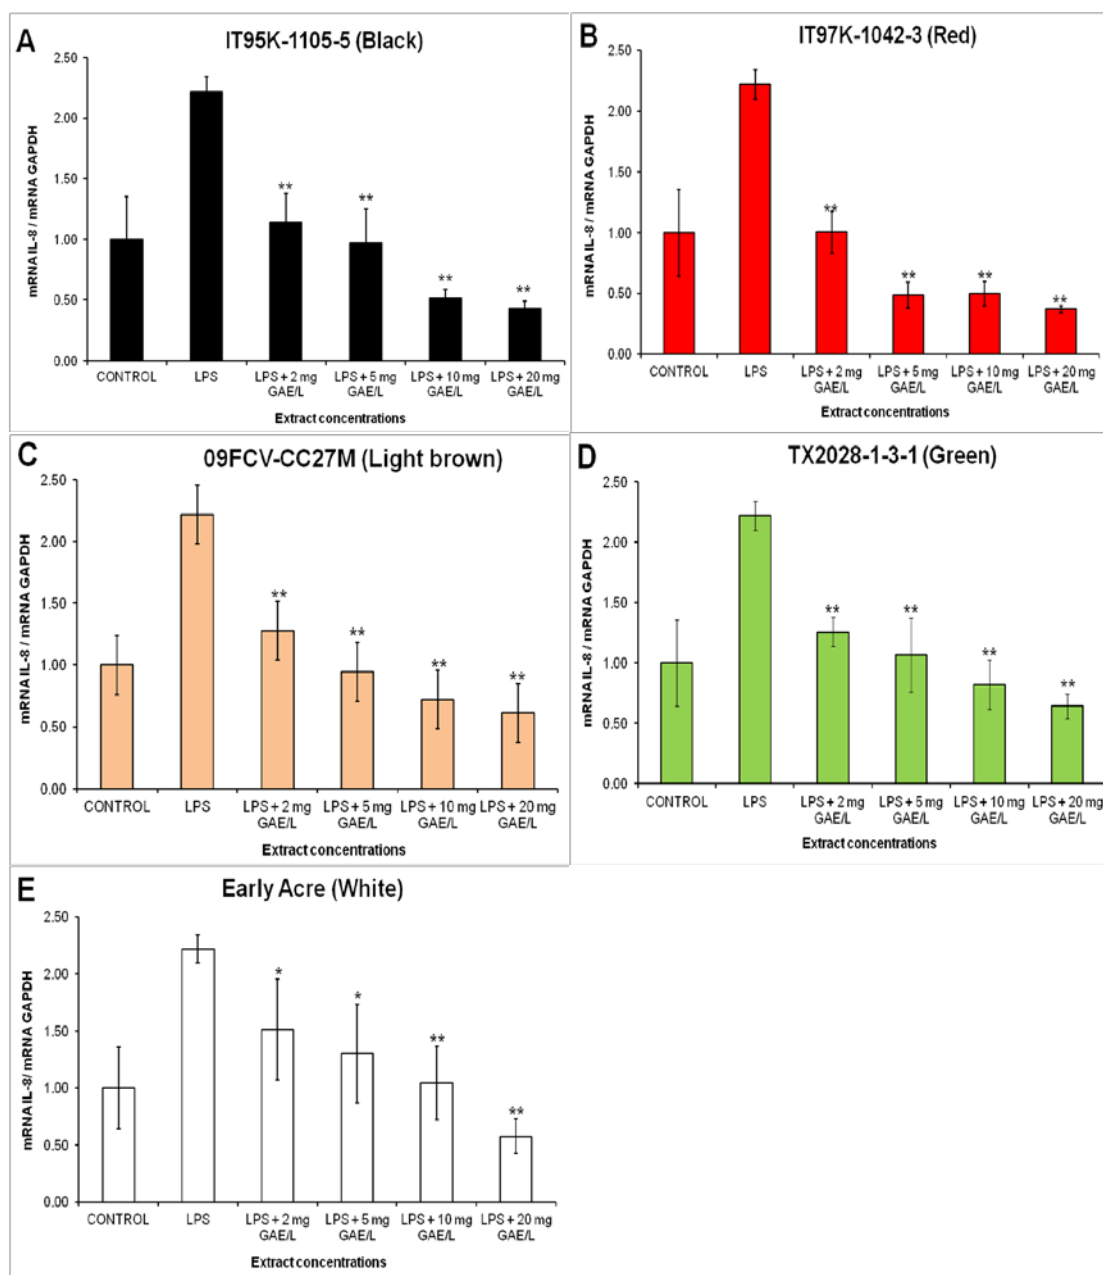 A
IT95K-1105-5 (Black)
mRNA IL-8 / mRNA GAPDH
2.50
2.00
1.50
1.00
0.50
0.00
** ** ** **
CONTROL LPS LPS + 2 mg LPS + 5 mg LPS + 10 mg LPS + 20 mg
GAE/L GAE/L GAE/L GAE/L
Extract concentrations
B
IT97K-1042-3 (Red)
mRNA IL-8 / mRNA GAPDH
2.50
2.00
1.50
1.00
0.50
0.00
** ** ** **
CONTROL LPS LPS + 2 mg LPS + 5 mg LPS + 10 mg LPS + 20 mg
GAE/L GAE/L GAE/L GAE/L
Extract concentrations
C
09FCV-CC27M (Light brown)
mRNA IL-8 / mRNA GAPDH
2.50
2.00
1.50
1.00
0.50
0.00
** ** ** **
CONTROL LPS LPS + 2 mg LPS + 5 mg LPS + 10 mg LPS + 20 mg
GAE/L GAE/L GAE/L GAE/L
Extract concentrations
D
TX2028-1-3-1 (Green)
mRNA IL-8 / mRNA GAPDH
2.50
2.00
1.50
1.00
0.50
0.00
** ** ** **
CONTROL LPS LPS + 2 mg LPS + 5 mg LPS + 10 mg LPS + 20 mg
GAE/L GAE/L GAE/L GAE/L
Extract concentrations
E
Early Acre (White)
mRNA IL-8/ mRNA GAPDH
2.50
2.00
1.50
1.00
0.50
0.00
* * ** **
CONTROL LPS LPS + 2 mg LPS + 5 mg LPS + 10 mg LPS + 20 mg
GAE/L GAE/L GAE/L GAE/L
Extract concentrations